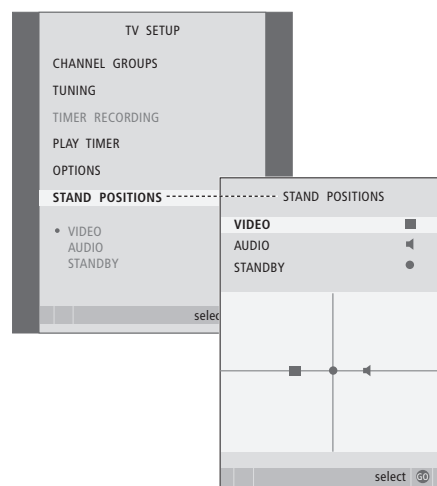 TV SETUP
CHANNEL GROUPS
TUNING
TIMER RECORDING
PLAY TIMER
OPTIONS
STAND POSITIONS
VIDEO
AUDIO
STANDBY
selec
STAND POSITIONS
VIDEO
AUDIO
STANDBY
select GO